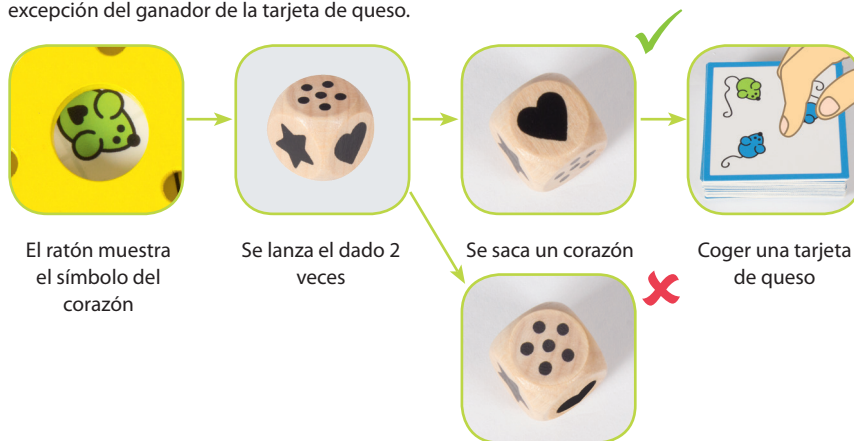 excepción del ganador de la tarjeta de queso.
El ratón muestra
el símbolo del
corazón
Se lanza el dado 2
veces
Se saca un corazón
Coger una tarjeta
de queso